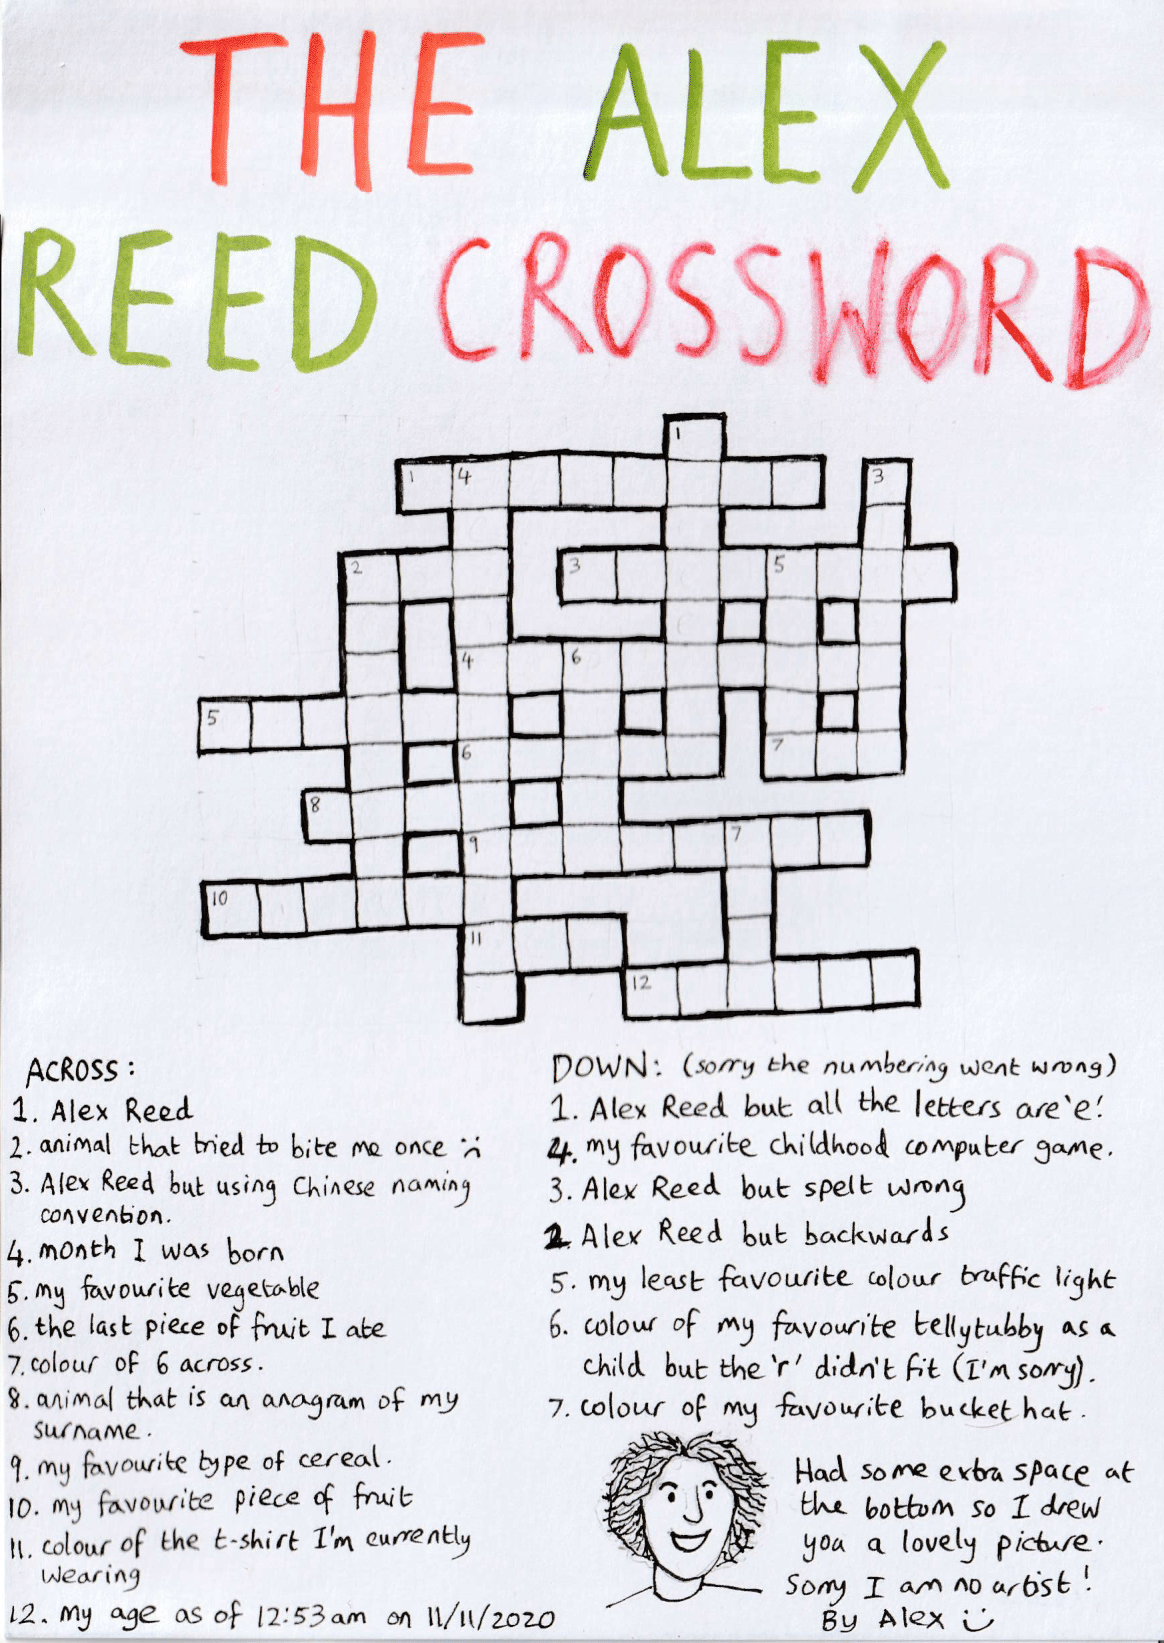 THE ALEX
REED CROSSWORD
1
1 4 3
2 3 5
4 6
5
6 7
8
9 7
10
11
12
ACROSS:
1. Alex Reed
2. animal that tried to bite me once :(
3. Alex Reed but using Chinese naming
convention.
4. month I was born
5. my favourite vegetable
6. the last piece of fruit I ate
7. colour of 6 across.
8. animal that is an anagram of my
surname.
9. my favourite type of cereal.
10. my favourite piece of fruit
11. colour of the t-shirt I'm currently
wearing
12. my age as of 12:53am on 11/11/2020
DOWN: (sorry the numbering went wrong)
1. Alex Reed but all the letters are 'e'!
4. my favourite childhood computer game.
3. Alex Reed but spelt wrong
2. Alex Reed but backwards
5. my least favourite colour traffic light
6. colour of my favourite tellytubby as a
child but the 'r' didn't fit (I'm sorry).
7. colour of my favourite bucket hat.
Had some extra space at
the bottom so I drew
you a lovely picture.
Sorry I am no artist!
By Alex :)